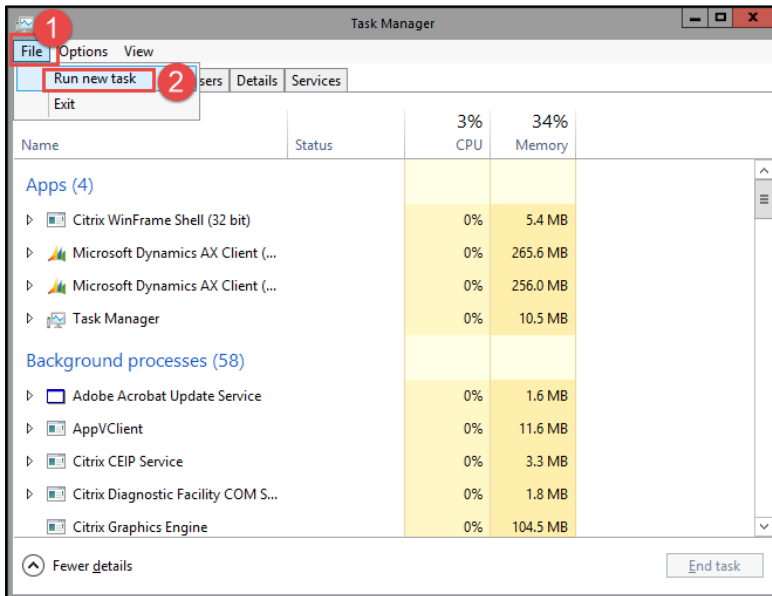 Task Manager
1
File Options View
Run new task 2 sers Details Services
Exit
3% 34%
Name Status CPU Memory
Apps (4)
Citrix WinFrame Shell (32 bit) 0% 5.4 MB
Microsoft Dynamics AX Client (... 0% 265.6 MB
Microsoft Dynamics AX Client (... 0% 256.0 MB
Task Manager 0% 10.5 MB
Background processes (58)
Adobe Acrobat Update Service 0% 1.6 MB
AppVClient 0% 11.6 MB
Citrix CEIP Service 0% 3.3 MB
Citrix Diagnostic Facility COM S... 0% 1.8 MB
Citrix Graphics Engine 0% 104.5 MB
Fewer details End task